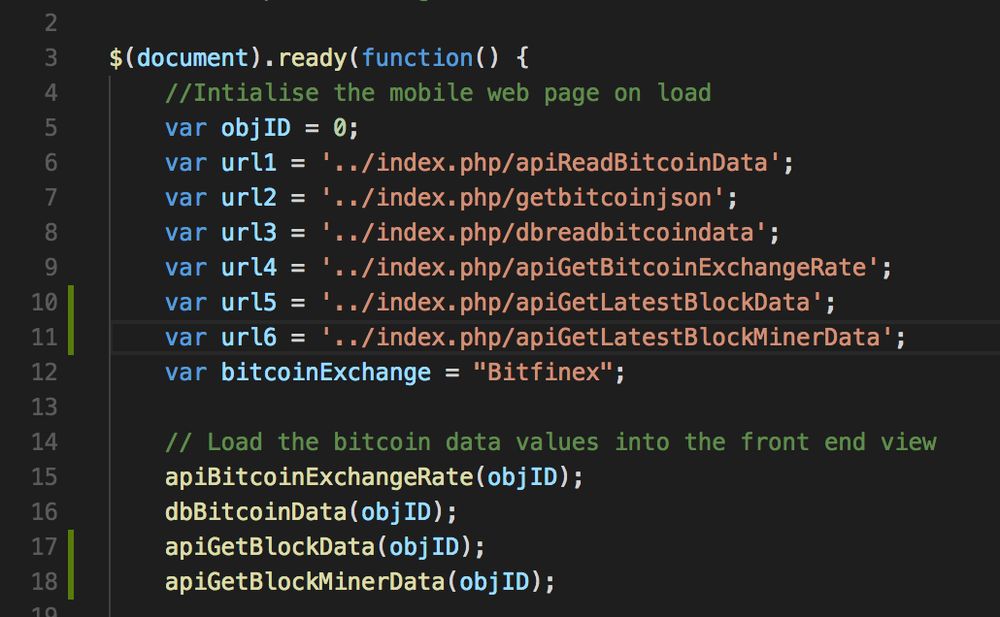 2
3 $(document).ready(function() {
4 //Intialise the mobile web page on load
5 var objID = 0;
6 var url1 = '../index.php/apiReadBitcoinData';
7 var url2 = '../index.php/getbitcoinjson';
8 var url3 = '../index.php/dbreadbitcoindata';
9 var url4 = '../index.php/apiGetBitcoinExchangeRate';
10 var url5 = '../index.php/apiGetLatestBlockData';
11 var url6 = '../index.php/apiGetLatestBlockMinerData';
12 var bitcoinExchange = "Bitfinex";
13
14 // Load the bitcoin data values into the front end view
15 apiBitcoinExchangeRate(objID);
16 dbBitcoinData(objID);
17 apiGetBlockData(objID);
18 apiGetBlockMinerData(objID);
19